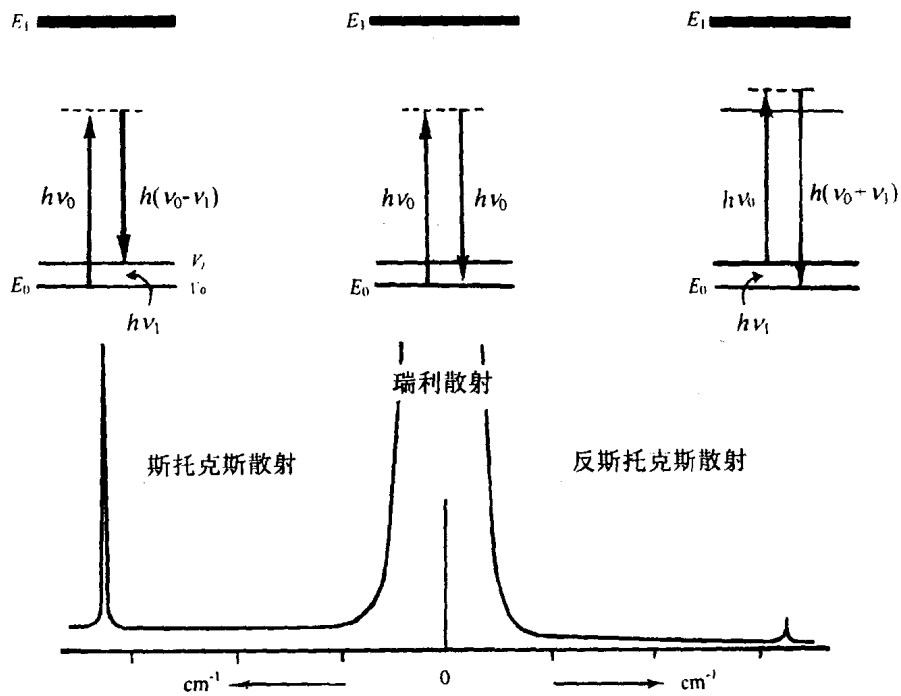 E₁
E₁
E₁
hν₀
h(ν₀-ν₁)
hν₀
hν₀
hν₀
h(ν₀+ν₁)
E₀
V₁
V₀
hν₁
E₀
E₀
hν₁
瑞利散射
斯托克斯散射
反斯托克斯散射
cm⁻¹
0
cm⁻¹